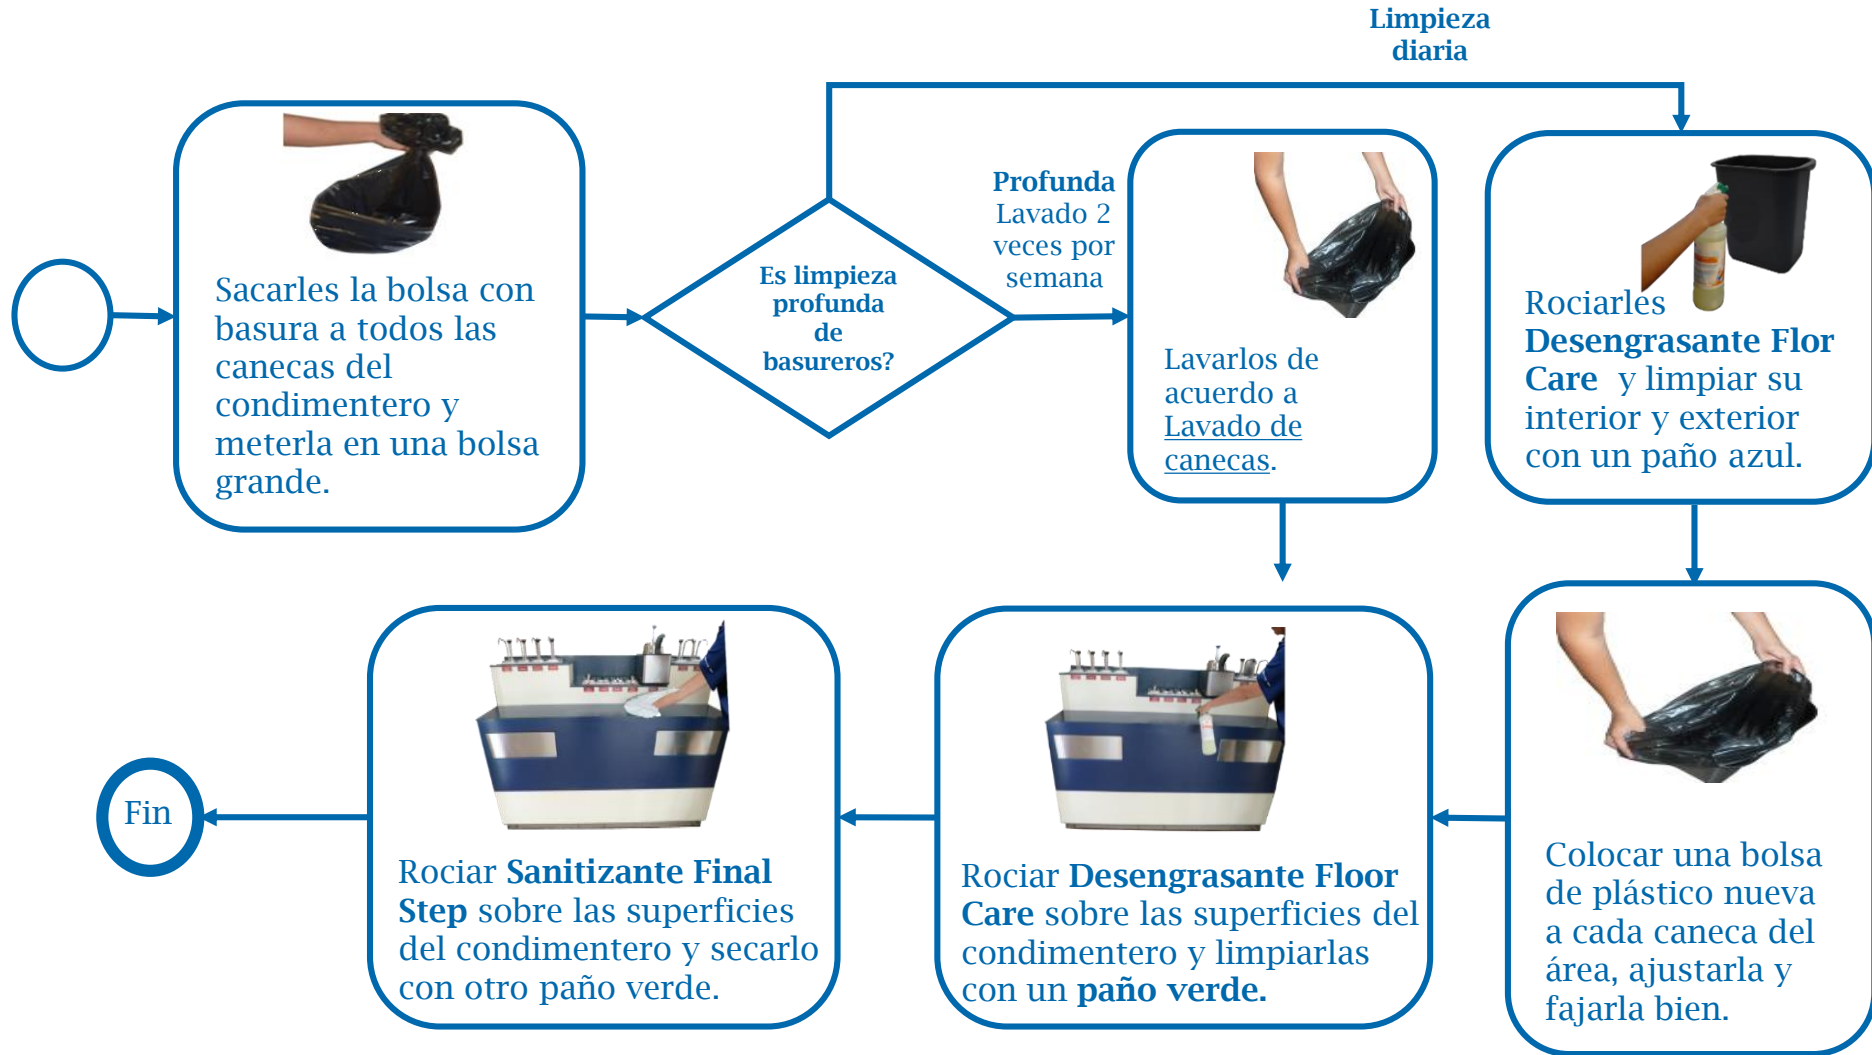 Limpieza
diaria
Sacarles la bolsa con
basura a todos las
canecas del
condimentero y
meterla en una bolsa
grande.
Es limpieza
profunda
de
basureros?
Profunda
Lavado 2
veces por
semana
Lavarlos de
acuerdo a
Lavado de
canecas.
Rociarles
Desengrasante Flor
Care y limpiar su
interior y exterior
con un paño azul.
Colocar una bolsa
de plástico nueva
a cada caneca del
área, ajustarla y
fajarla bien.
Rociar Desengrasante Floor
Care sobre las superficies del
condimentero y limpiarlas
con un paño verde.
Rociar Sanitizante Final
Step sobre las superficies
del condimentero y secarlo
con otro paño verde.
Fin